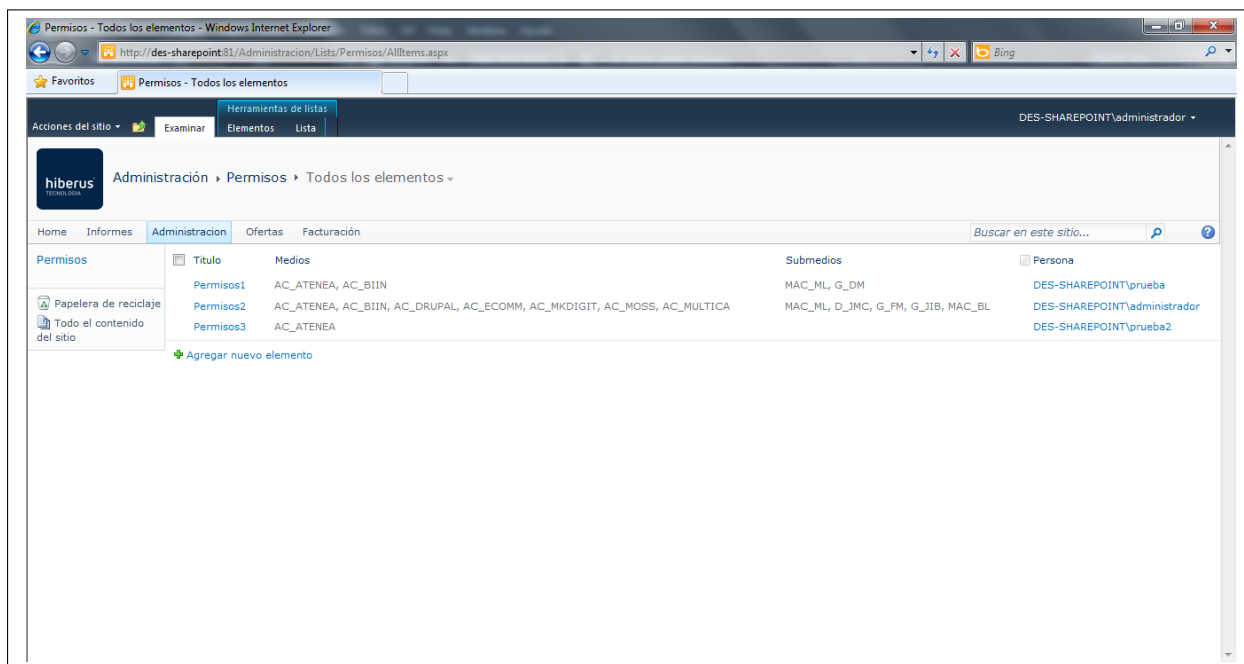 Permisos - Todos los elementos - Windows Internet Explorer
http://des-sharepoint:81/Administracion/Lists/Permisos/AllItems.aspx
Bing
Favoritos
Permisos - Todos los elementos
Herramientas de listas
Acciones del sitio
Examinar
Elementos
Lista
DES-SHAREPOINT\administrador
hiberus
TECNOLOGIA
Administración Permisos Todos los elementos
Home Informes Administracion Ofertas Facturación
Buscar en este sitio...
Permisos
Papelera de reciclaje
Todo el contenido
del sitio
Titulo Medios Submedios Persona
Permisos1 AC_ATENEA, AC_BIIN MAC_ML, G_DM DES-SHAREPOINT\prueba
Permisos2 AC_ATENEA, AC_BIIN, AC_DRUPAL, AC_ECOMM, AC_MKDIGIT, AC_MOSS, AC_MULTICA MAC_ML, D_JMC, G_FM, G_JIB, MAC_BL DES-SHAREPOINT\administrador
Permisos3 AC_ATENEA DES-SHAREPOINT\prueba2
Agregar nuevo elemento